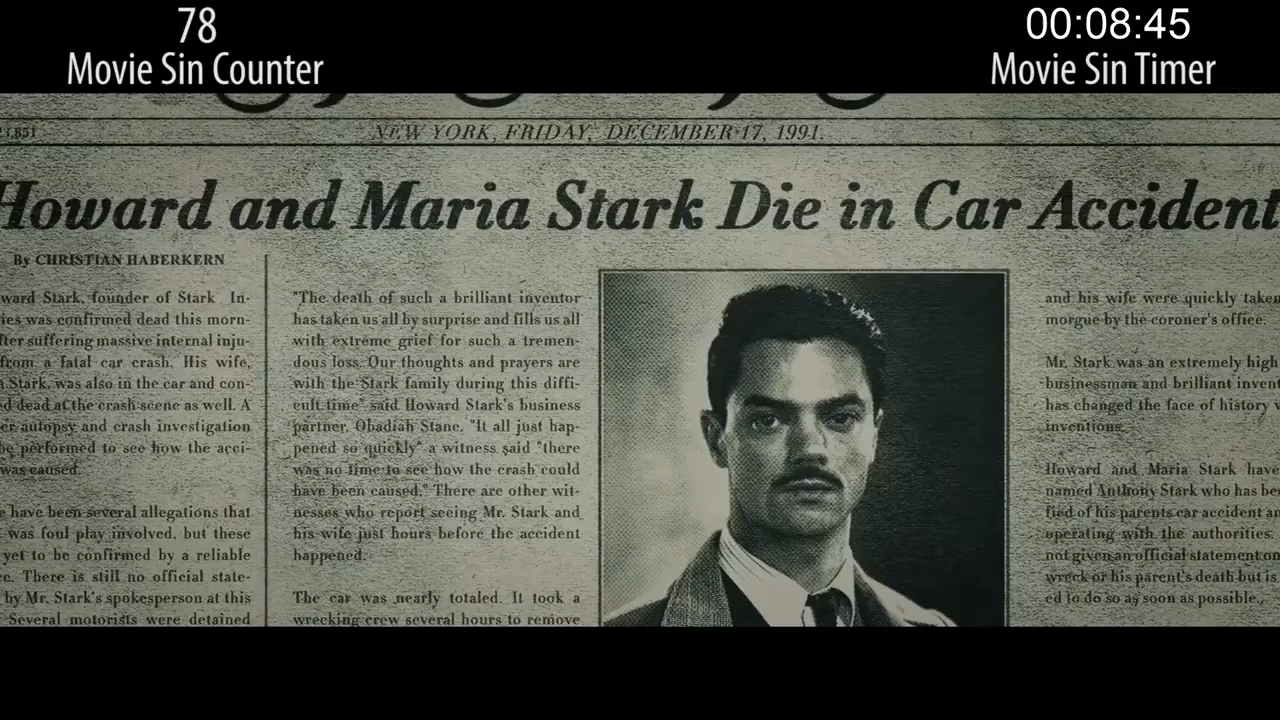 78
Movie Sin Counter
00:08:45
Movie Sin Timer
NEW YORK, FRIDAY, DECEMBER 17, 1991.
Howard and Maria Stark Die in Car Accident
By CHRISTIAN HABERKERN
ward Stark, founder of Stark In-
ies was confirmed dead this morn-
fter suffering massive internal inju-
from a fatal car crash. His wife,
Stark, was also in the car and con-
ed dead at the crash scene as well. A
er autopsy and crash investigation
be performed to see how the acci-
was caused.
e have been several allegations that
was foul play involved, but these
yet to be confirmed by a reliable
ce. There is still no official state-
by Mr. Stark's spokesperson at this
Several motorists were detained
"The death of such a brilliant inventor
has taken us all by surprise and fills us all
with extreme grief for such a tremen-
dous loss. Our thoughts and prayers are
with the Stark family during this diffi-
cult time" said Howard Stark's business
partner, Obadiah Stane. "It all just hap-
pened so quickly" a witness said "there
was no time to see how the crash could
have been caused." There are other wit-
nesses who report seeing Mr. Stark and
his wife just hours before the accident
happened.
The car was nearly totaled. It took a
wrecking crew several hours to remove
and his wife were quickly taken
morgue by the coroner's office.
Mr. Stark was an extremely high
businessman and brilliant invent
has changed the face of history w
inventions.
Howard and Maria Stark have
named Anthony Stark who has be
fied of his parents car accident an
operating with the authorities.
not given an official statement on
wreck or his parent's death but is
ed to do so as soon as possible.